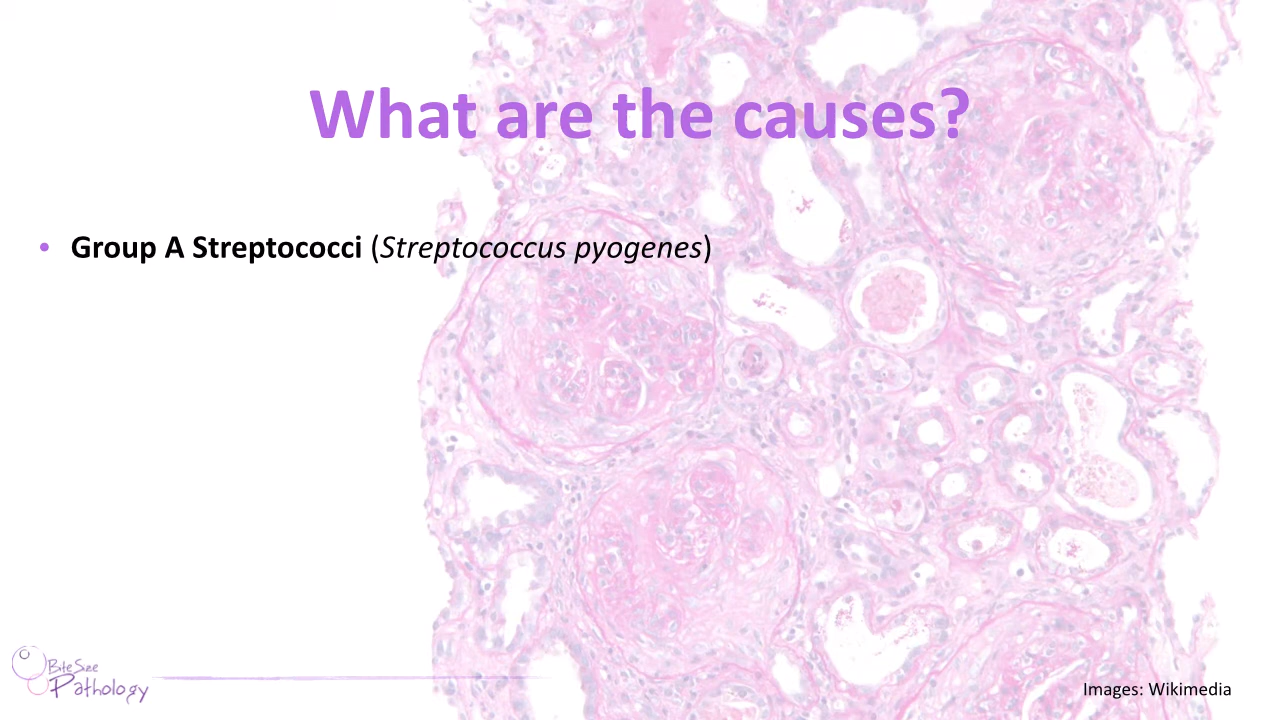 What are the causes?
• Group A Streptococci (Streptococcus pyogenes)
BiteSize
Pathology
Images: Wikimedia